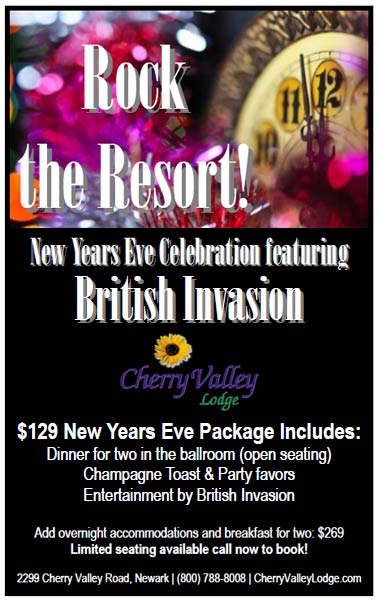 Rock
the Resort!
11 12
New Years Eve Celebration featuring
British Invasion
CherryValley
Lodge
$129 New Years Eve Package Includes:
Dinner for two in the ballroom (open seating)
Champagne Toast & Party favors
Entertainment by British Invasion
Add overnight accommodations and breakfast for two: $269
Limited seating available call now to book!
2299 Cherry Valley Road, Newark | (800) 788-8008 | CherryValleyLodge.com